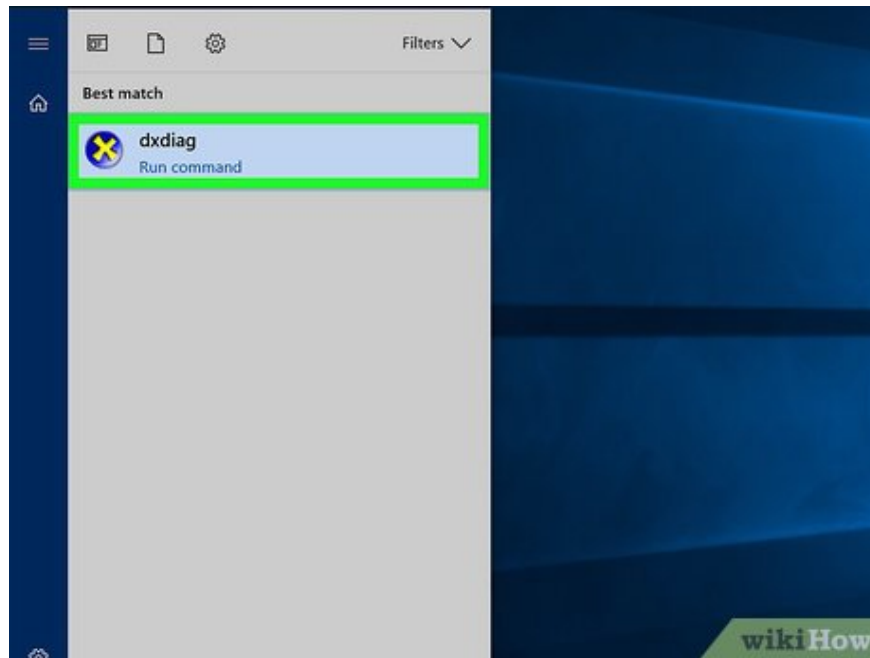 Filters
Best match
dxdiag
Run command
wikiHow